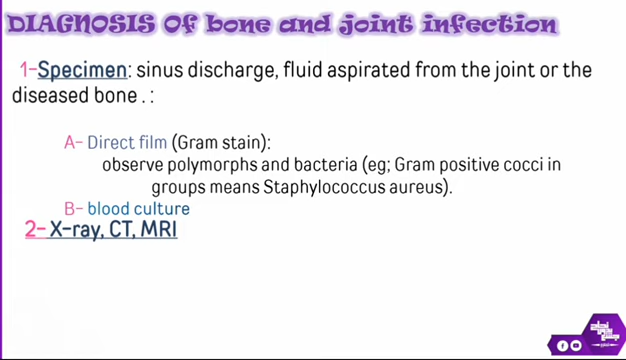 DIAGNOSIS of bone and joint infection
1-Specimen: sinus discharge, fluid aspirated from the joint or the
diseased bone . :
A- Direct film (Gram stain):
observe polymorphs and bacteria (eg; Gram positive cocci in
groups means Staphylococcus aureus).
B- blood culture
2- X-ray, CT, MRI